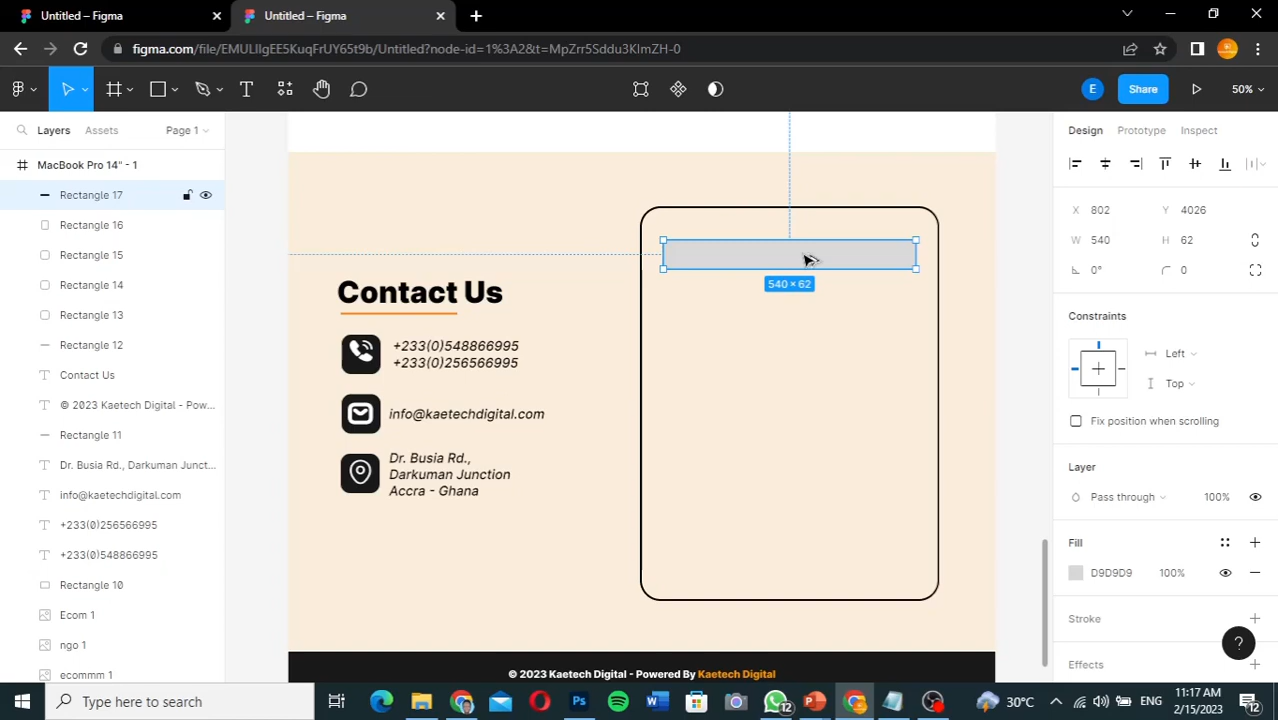 Untitled – Figma
Untitled – Figma
figma.com/file/EMULIlgEE5KuqFrUY65t9b/Untitled?node-id=1%3A2&t=MpZrr5Sddu3KlmZH-0
E
Share
50%
Layers
Assets
Page 1
Design
Prototype
Inspect
MacBook Pro 14" - 1
Rectangle 17
Rectangle 16
Rectangle 15
Rectangle 14
Rectangle 13
Rectangle 12
Contact Us
© 2023 Kaetech Digital - Pow...
Rectangle 11
Dr. Busia Rd., Darkuman Junct...
info@kaetechdigital.com
+233(0)256566995
+233(0)548866995
Rectangle 10
Ecom 1
ngo 1
ecommm 1
Contact Us
+233(0)548866995
+233(0)256566995
info@kaetechdigital.com
Dr. Busia Rd.,
Darkuman Junction
Accra - Ghana
540 × 62
© 2023 Kaetech Digital - Powered By Kaetech Digital
X 802 Y 4026
W 540 H 62
0° 0
Constraints
Left
Top
Fix position when scrolling
Layer
Pass through 100%
Fill
D9D9D9 100%
Stroke
Effects
?
Type here to search
12
30°C
ENG
11:17 AM
2/15/2023
12